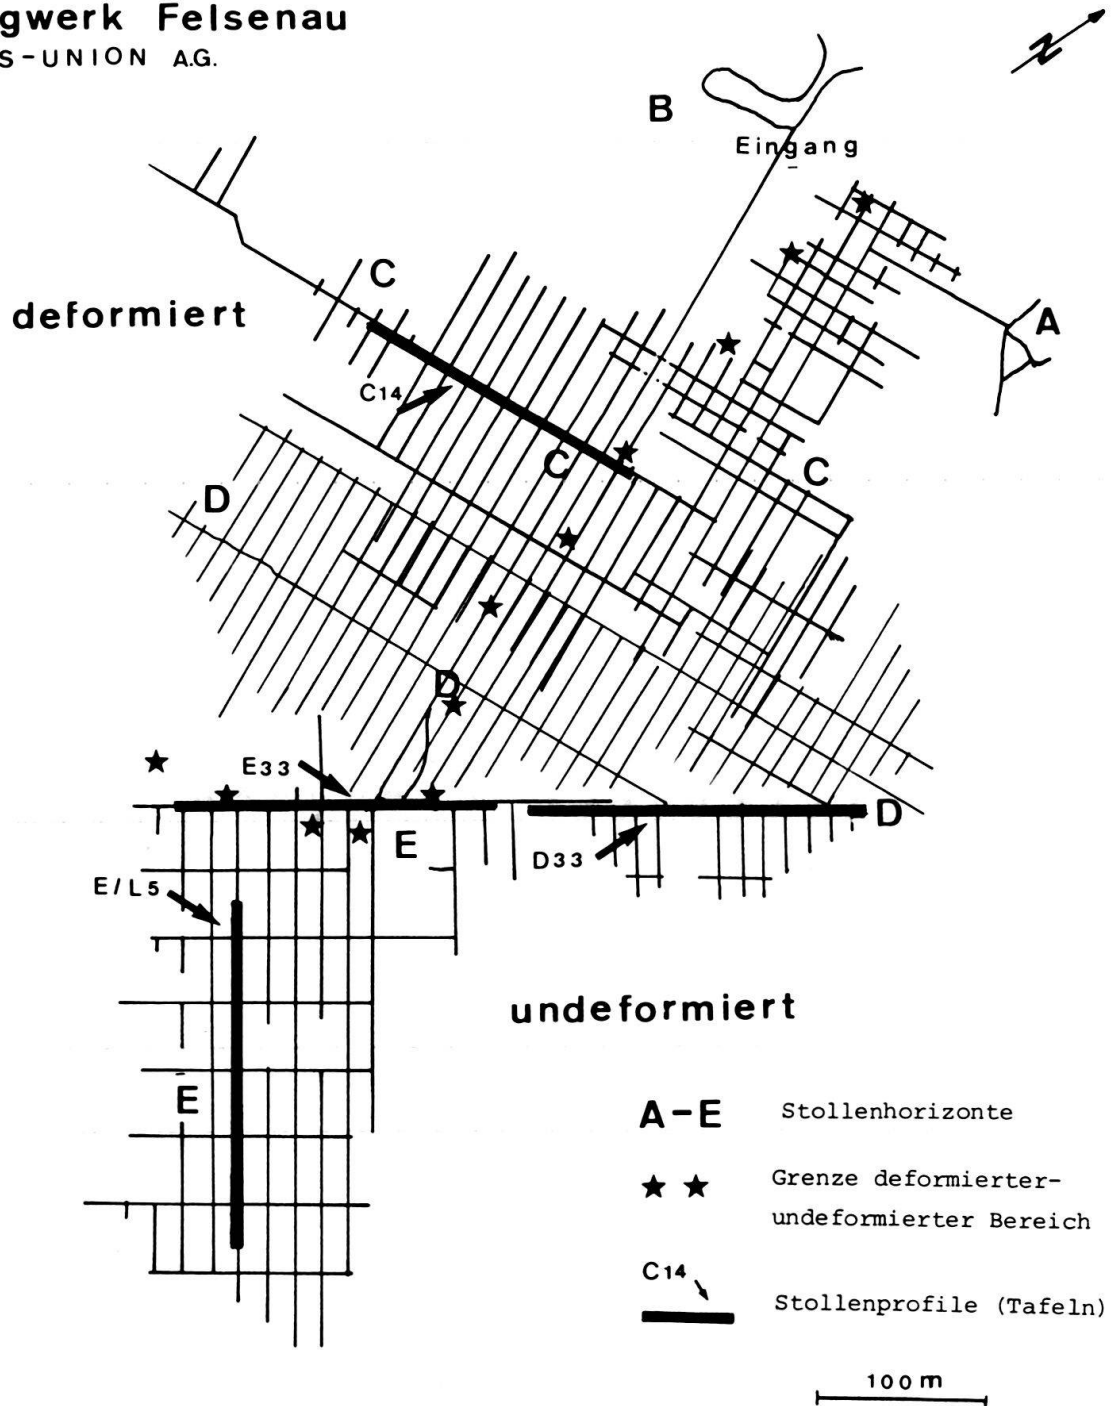 gwerk Felsenau
S-UNION A.G.
N
B
Eingang
A
C
deformiert
C14
C
C
D
D
E33
E
D
D33
E/L5
undeformiert
E
A-E Stollenhorizonte
Grenze deformierter-
undeformierter Bereich
C14
Stollenprofile (Tafeln)
100 m